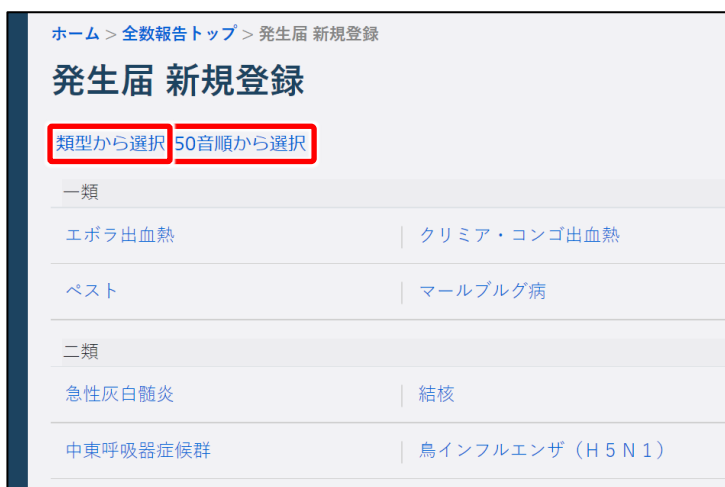 ホーム > 全数報告トップ > 発生届 新規登録
発生届 新規登録
類型から選択 50音順から選択
一類
エボラ出血熱 クリミア・コンゴ出血熱
ペスト マールブルグ病
二類
急性灰白髄炎 結核
中東呼吸器症候群 鳥インフルエンザ（Ｈ５Ｎ１）